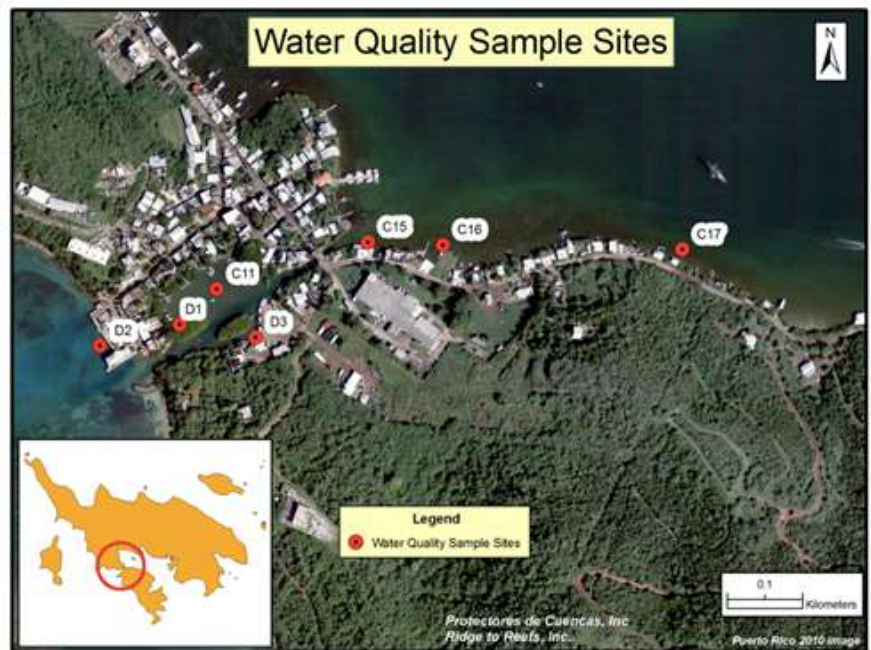 Water Quality Sample Sites
N
C15
C16
C17
C11
D1
D2
D3
Legend
Water Quality Sample Sites
0.1
Kilometers
Protectores de Cuencas, Inc
Ridge to Reefs, Inc..
Puerto Rico 2010 image